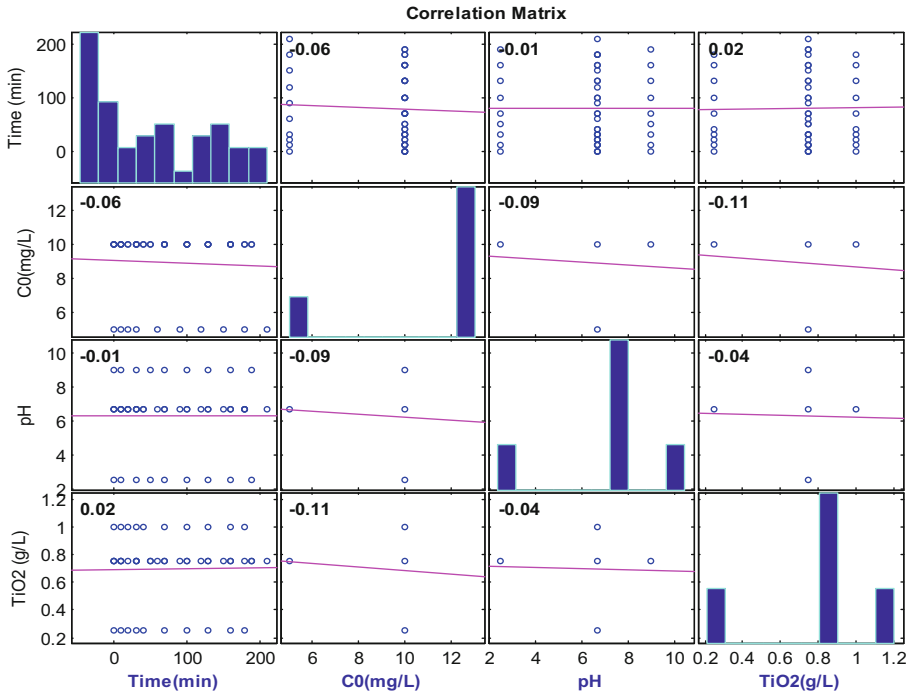 Correlation Matrix
200
100
0
Time (min)
-0.06
-0.01
0.02
12
10
8
6
C0(mg/L)
-0.06
-0.09
-0.11
10
8
6
4
2
pH
-0.01
-0.09
-0.04
1.2
1
0.8
0.6
0.4
0.2
TiO2 (g/L)
0.02
-0.11
-0.04
0 100 200
6 8 10 12
2 4 6 8 10
0.2 0.4 0.6 0.8 1 1.2
Time(min)
C0(mg/L)
pH
TiO2(g/L)